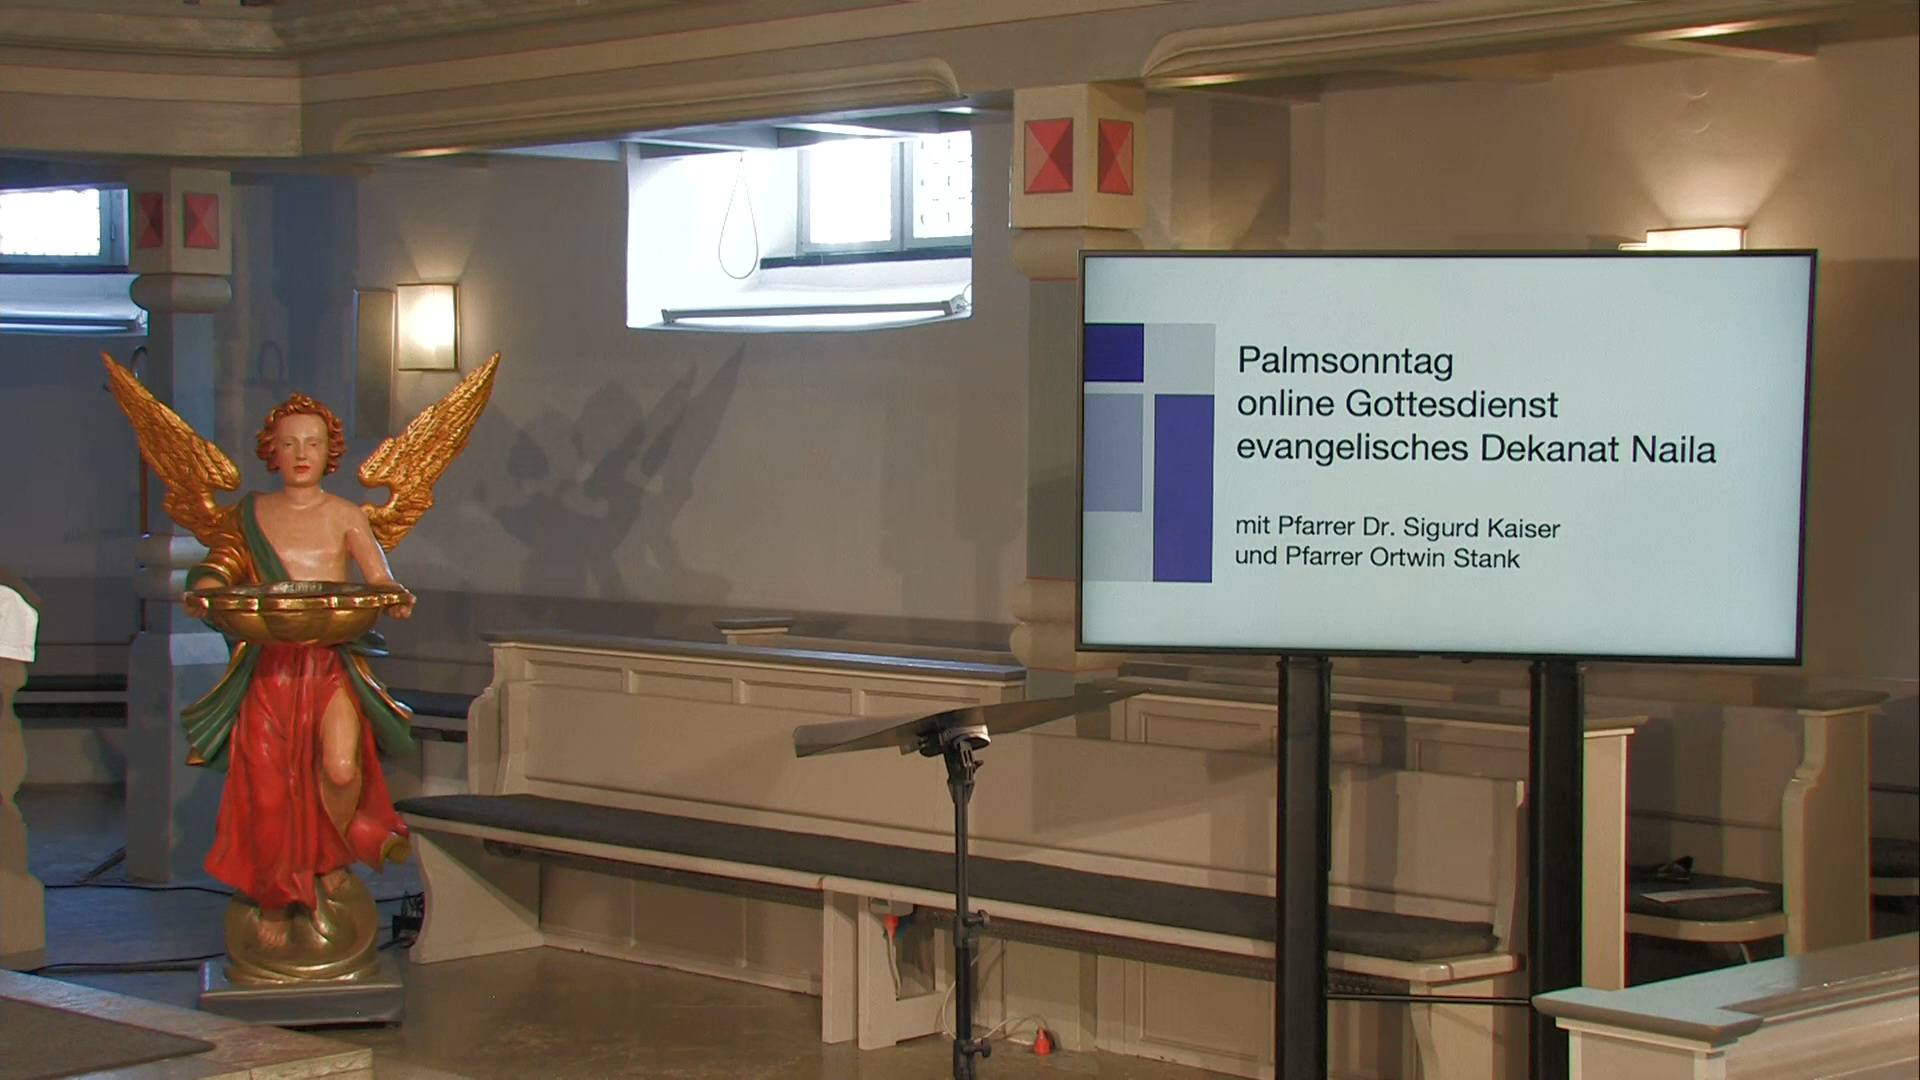 Palmsonntag
online Gottesdienst
evangelisches Dekanat Naila
mit Pfarrer Dr. Sigurd Kaiser
und Pfarrer Ortwin Stank